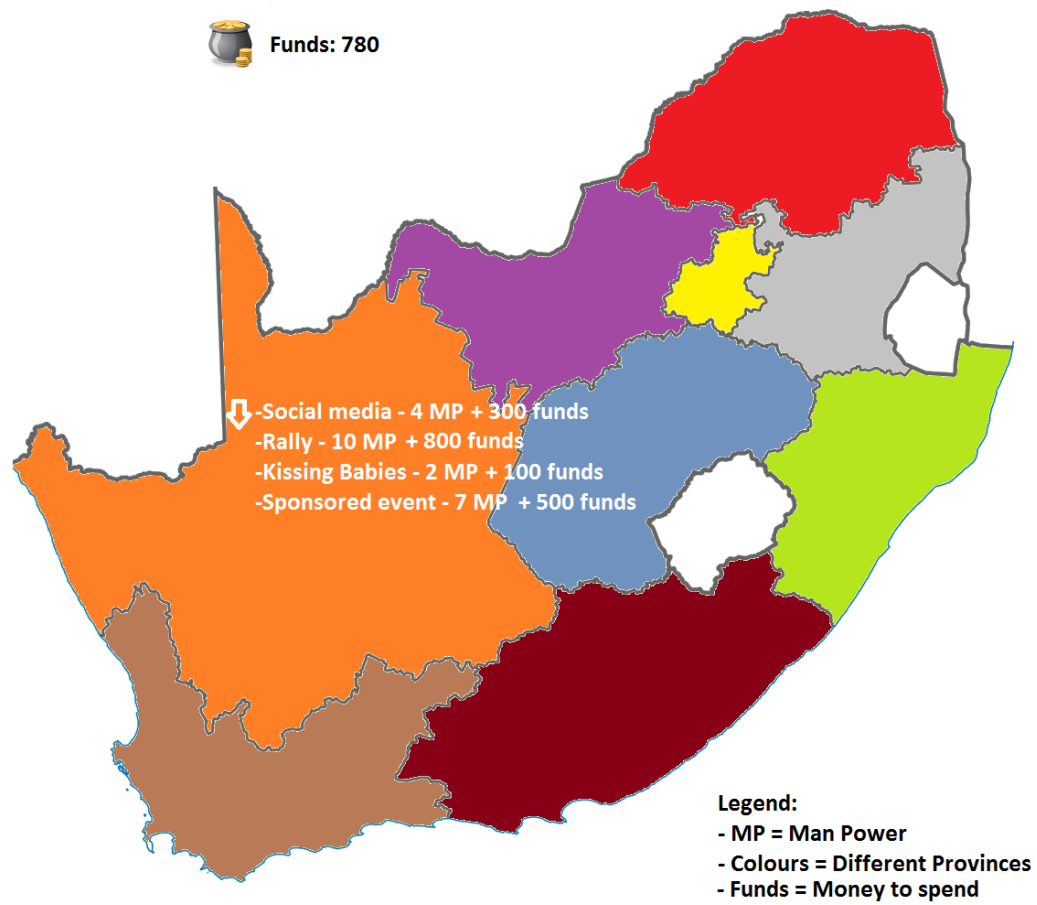 Funds: 780
-Social media - 4 MP + 300 funds
-Rally - 10 MP + 800 funds
-Kissing Babies - 2 MP + 100 funds
-Sponsored event - 7 MP + 500 funds
Legend:
- MP = Man Power
- Colours = Different Provinces
- Funds = Money to spend